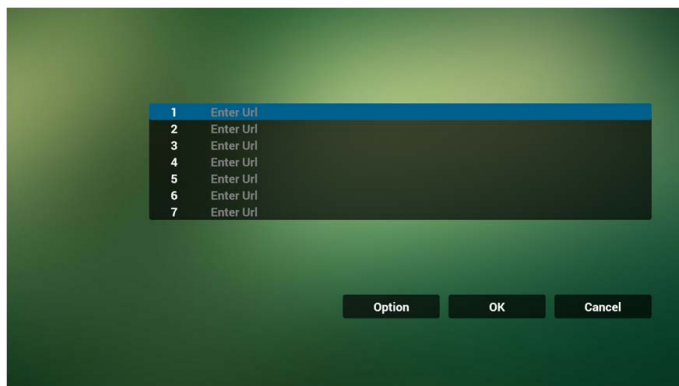 1 Enter Url
2 Enter Url
3 Enter Url
4 Enter Url
5 Enter Url
6 Enter Url
7 Enter Url
Option OK Cancel